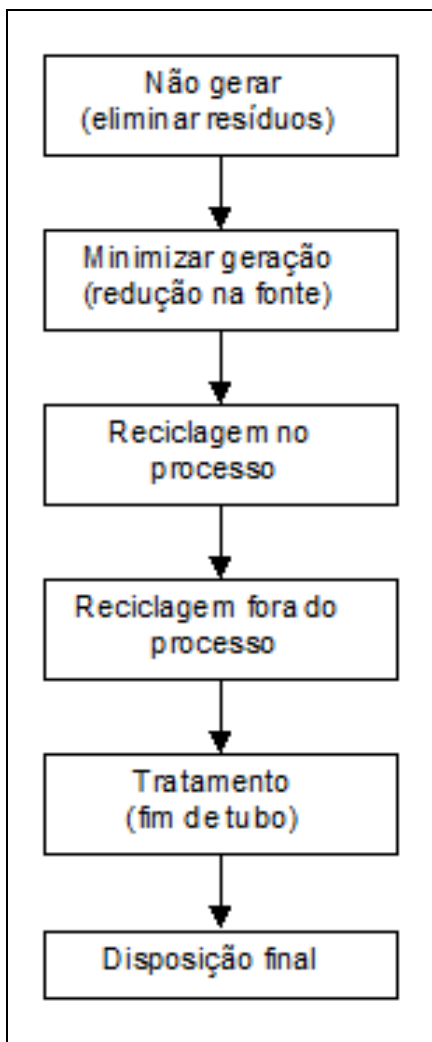 Não gerar
(eliminar resíduos)
Minimizar geração
(redução na fonte)
Reciclagem no
processo
Reciclagem fora do
processo
Tratamento
(fim de tubo)
Disposição final